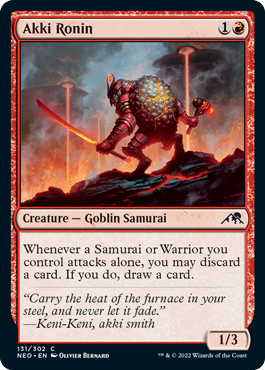 Akki Ronin 1
Creature — Goblin Samurai
Whenever a Samurai or Warrior you
control attacks alone, you may discard
a card. If you do, draw a card.
“Carry the heat of the furnace in your
steel, and never let it fade.”
—Keni-Keni, akki smith
1/3
131/302 C
NEO • EN Olivier Bernard
™ & © 2022 Wizards of the Coast